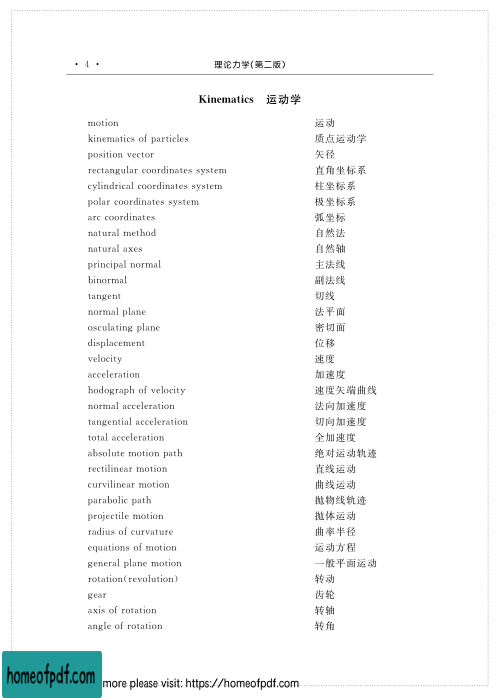 • 4 •
理论力学(第二版)
Kinematics 运动学
motion 运动
kinematics of particles 质点运动学
position vector 矢径
rectangular coordinates system 直角坐标系
cylindrical coordinates system 柱坐标系
polar coordinates system 极坐标系
arc coordinates 弧坐标
natural method 自然法
natural axes 自然轴
principal normal 主法线
binormal 副法线
tangent 切线
normal plane 法平面
osculating plane 密切面
displacement 位移
velocity 速度
acceleration 加速度
hodograph of velocity 速度矢端曲线
normal acceleration 法向加速度
tangential acceleration 切向加速度
total acceleration 全加速度
absolute motion path 绝对运动轨迹
rectilinear motion 直线运动
curvilinear motion 曲线运动
parabolic path 抛物线轨迹
projectile motion 抛体运动
radius of curvature 曲率半径
equations of motion 运动方程
general plane motion 一般平面运动
rotation(revolution) 转动
gear 齿轮
axis of rotation 转轴
angle of rotation 转角
homeofpdf.com
more please visit: https://homeofpdf.com